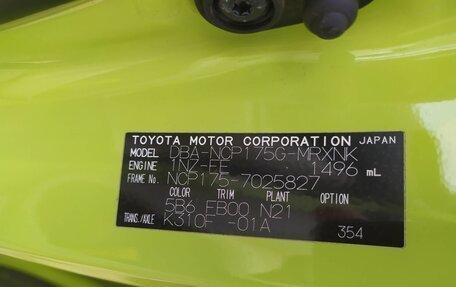 TOYOTA MOTOR CORPORATION JAPAN
MODEL DBA-NCP175G-MRXNK
ENGINE 1NZ-FE 1496 mL
FRAME No. NCP175-7025827
COLOR TRIM PLANT OPTION
5B6 FB00 N21
TRANS./AXLE K310F -01A 354